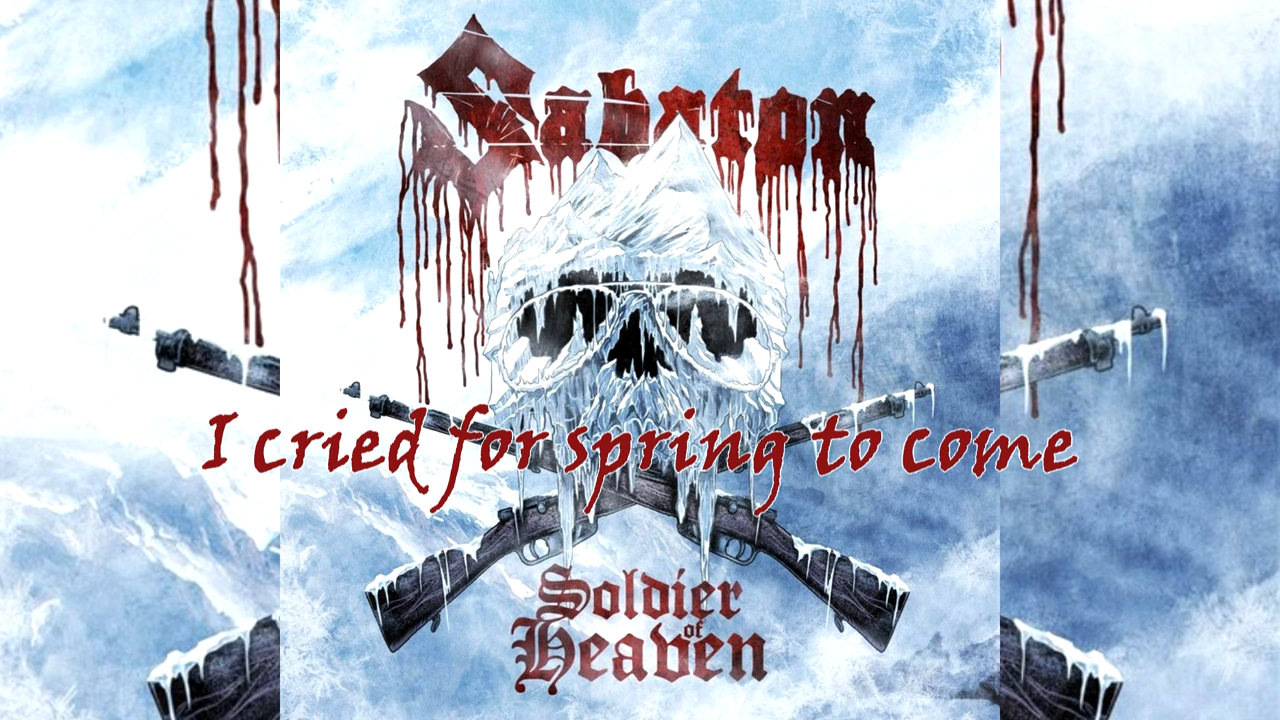 Sabaton
I cried for spring to come
Soldier
of
Heaven